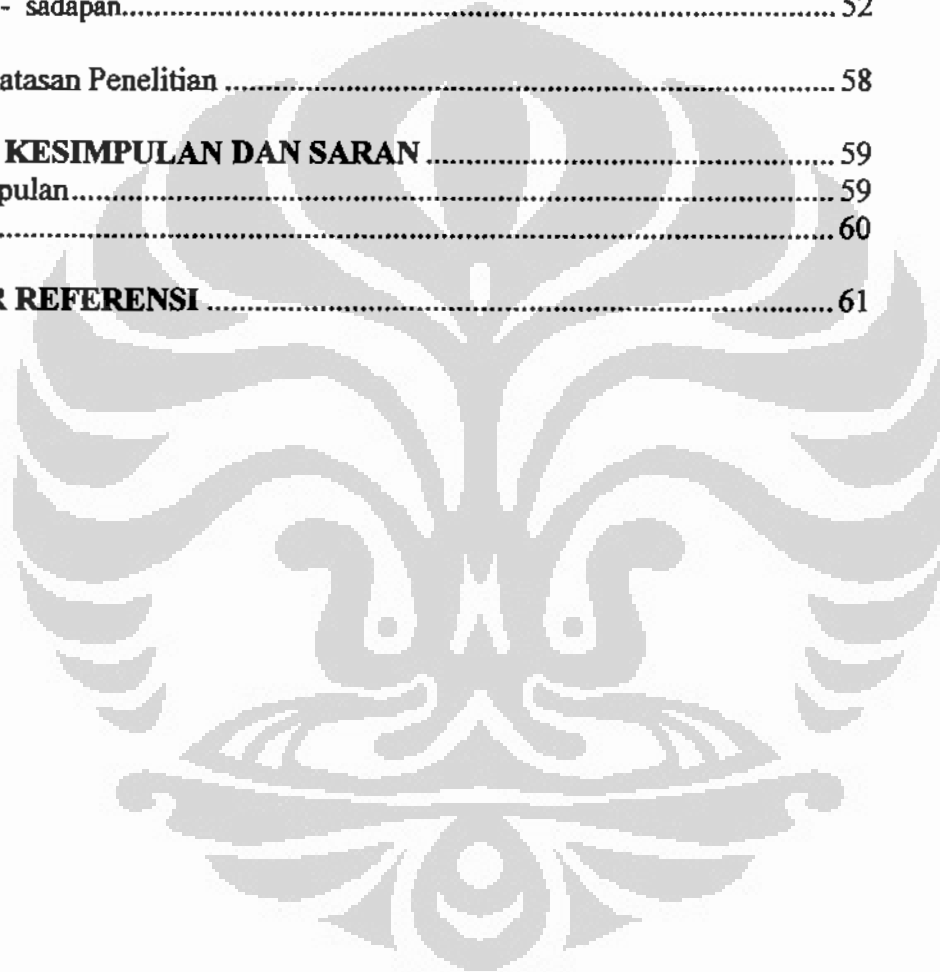 - sadapan.......... 52
atasan Penelitian .......... 58
KESIMPULAN DAN SARAN .......... 59
pulan.......... 59
.......... 60
R REFERENSI .......... 61